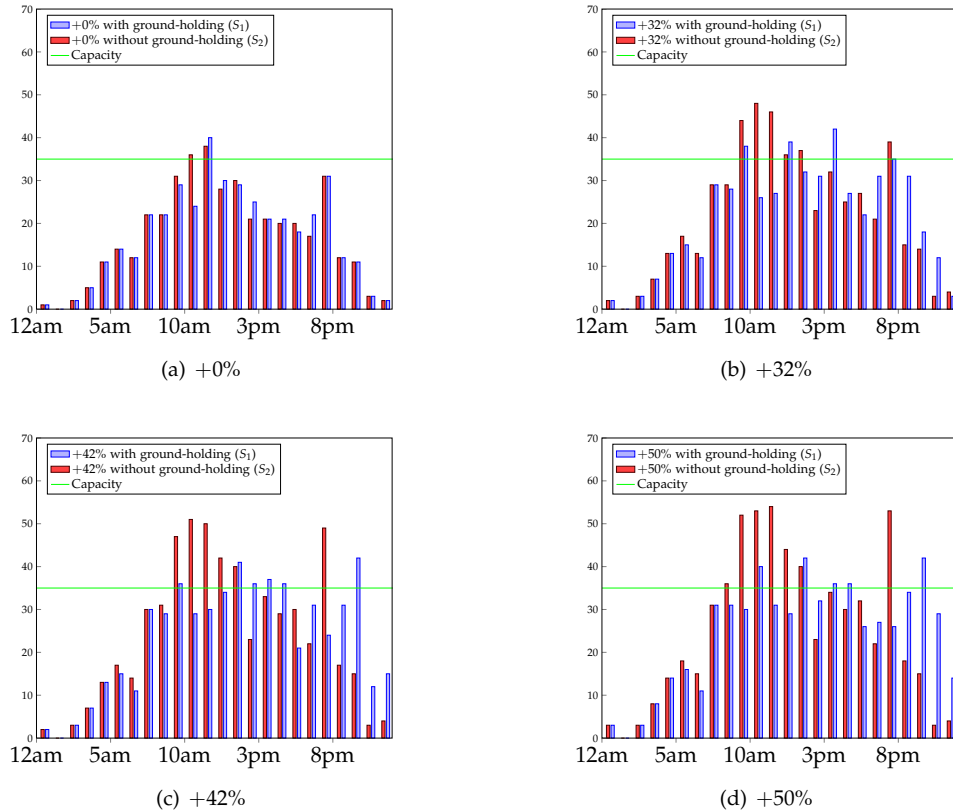 70
60
50
40
30
20
10
0
+0% with ground-holding (S1)
+0% without ground-holding (S2)
Capacity
12am 5am 10am 3pm 8pm
(a) +0%
70
60
50
40
30
20
10
0
+32% with ground-holding (S1)
+32% without ground-holding (S2)
Capacity
12am 5am 10am 3pm 8pm
(b) +32%
70
60
50
40
30
20
10
0
+42% with ground-holding (S1)
+42% without ground-holding (S2)
Capacity
12am 5am 10am 3pm 8pm
(c) +42%
70
60
50
40
30
20
10
0
+50% with ground-holding (S1)
+50% without ground-holding (S2)
Capacity
12am 5am 10am 3pm 8pm
(d) +50%